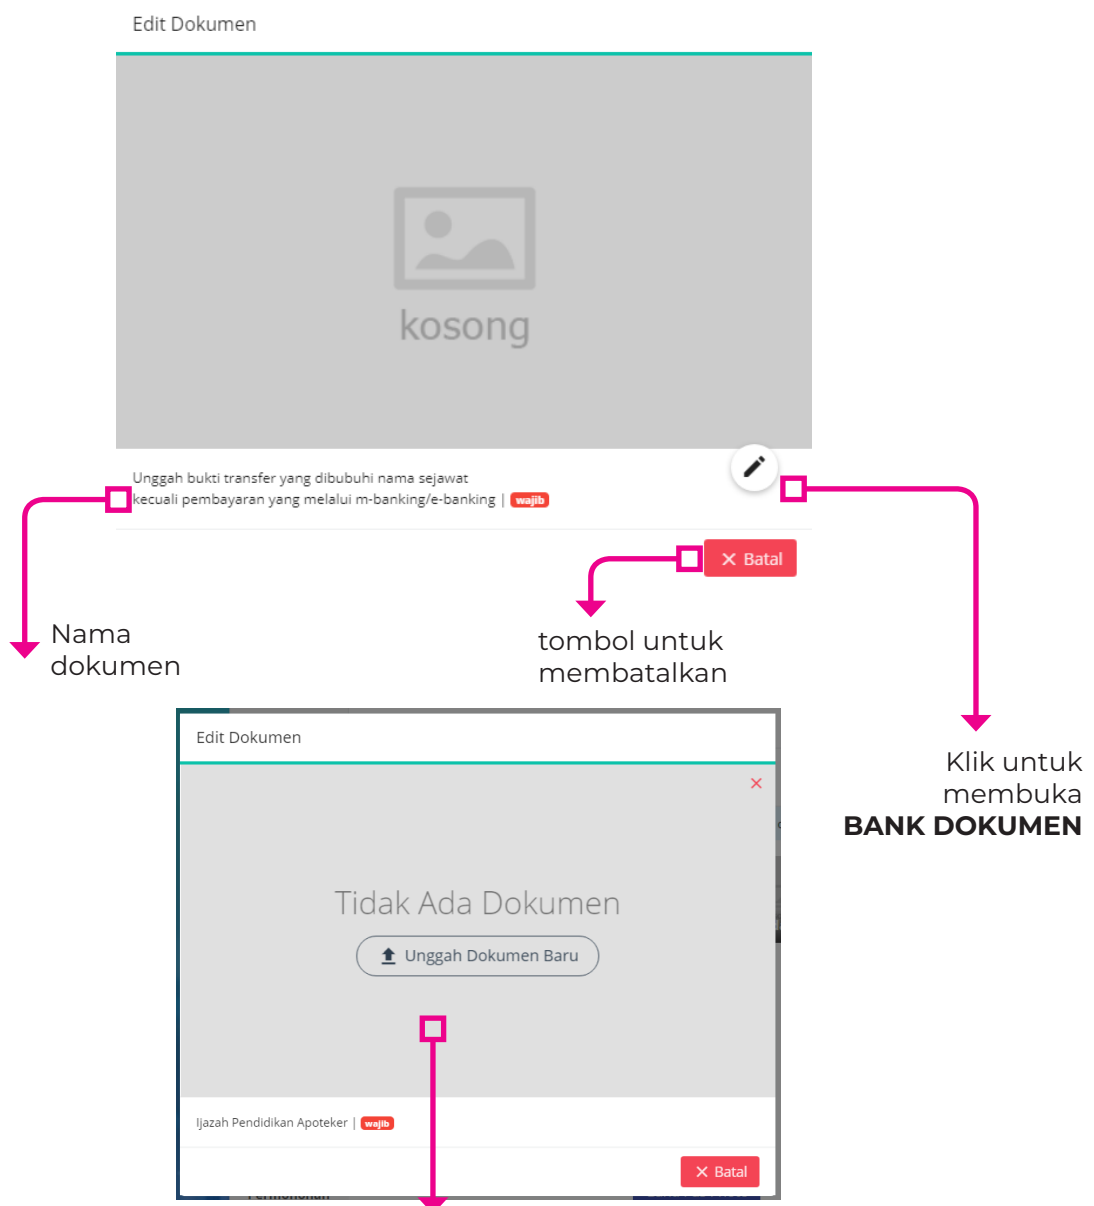 Edit Dokumen
kosong
Unggah bukti transfer yang dibubuhi nama sejawat
kecuali pembayaran yang melalui m-banking/e-banking | wajib
Batal
Nama
dokumen
tombol untuk
membatalkan
Klik untuk
membuka
BANK DOKUMEN
Edit Dokumen
Tidak Ada Dokumen
Unggah Dokumen Baru
Ijazah Pendidikan Apoteker | wajib
Batal